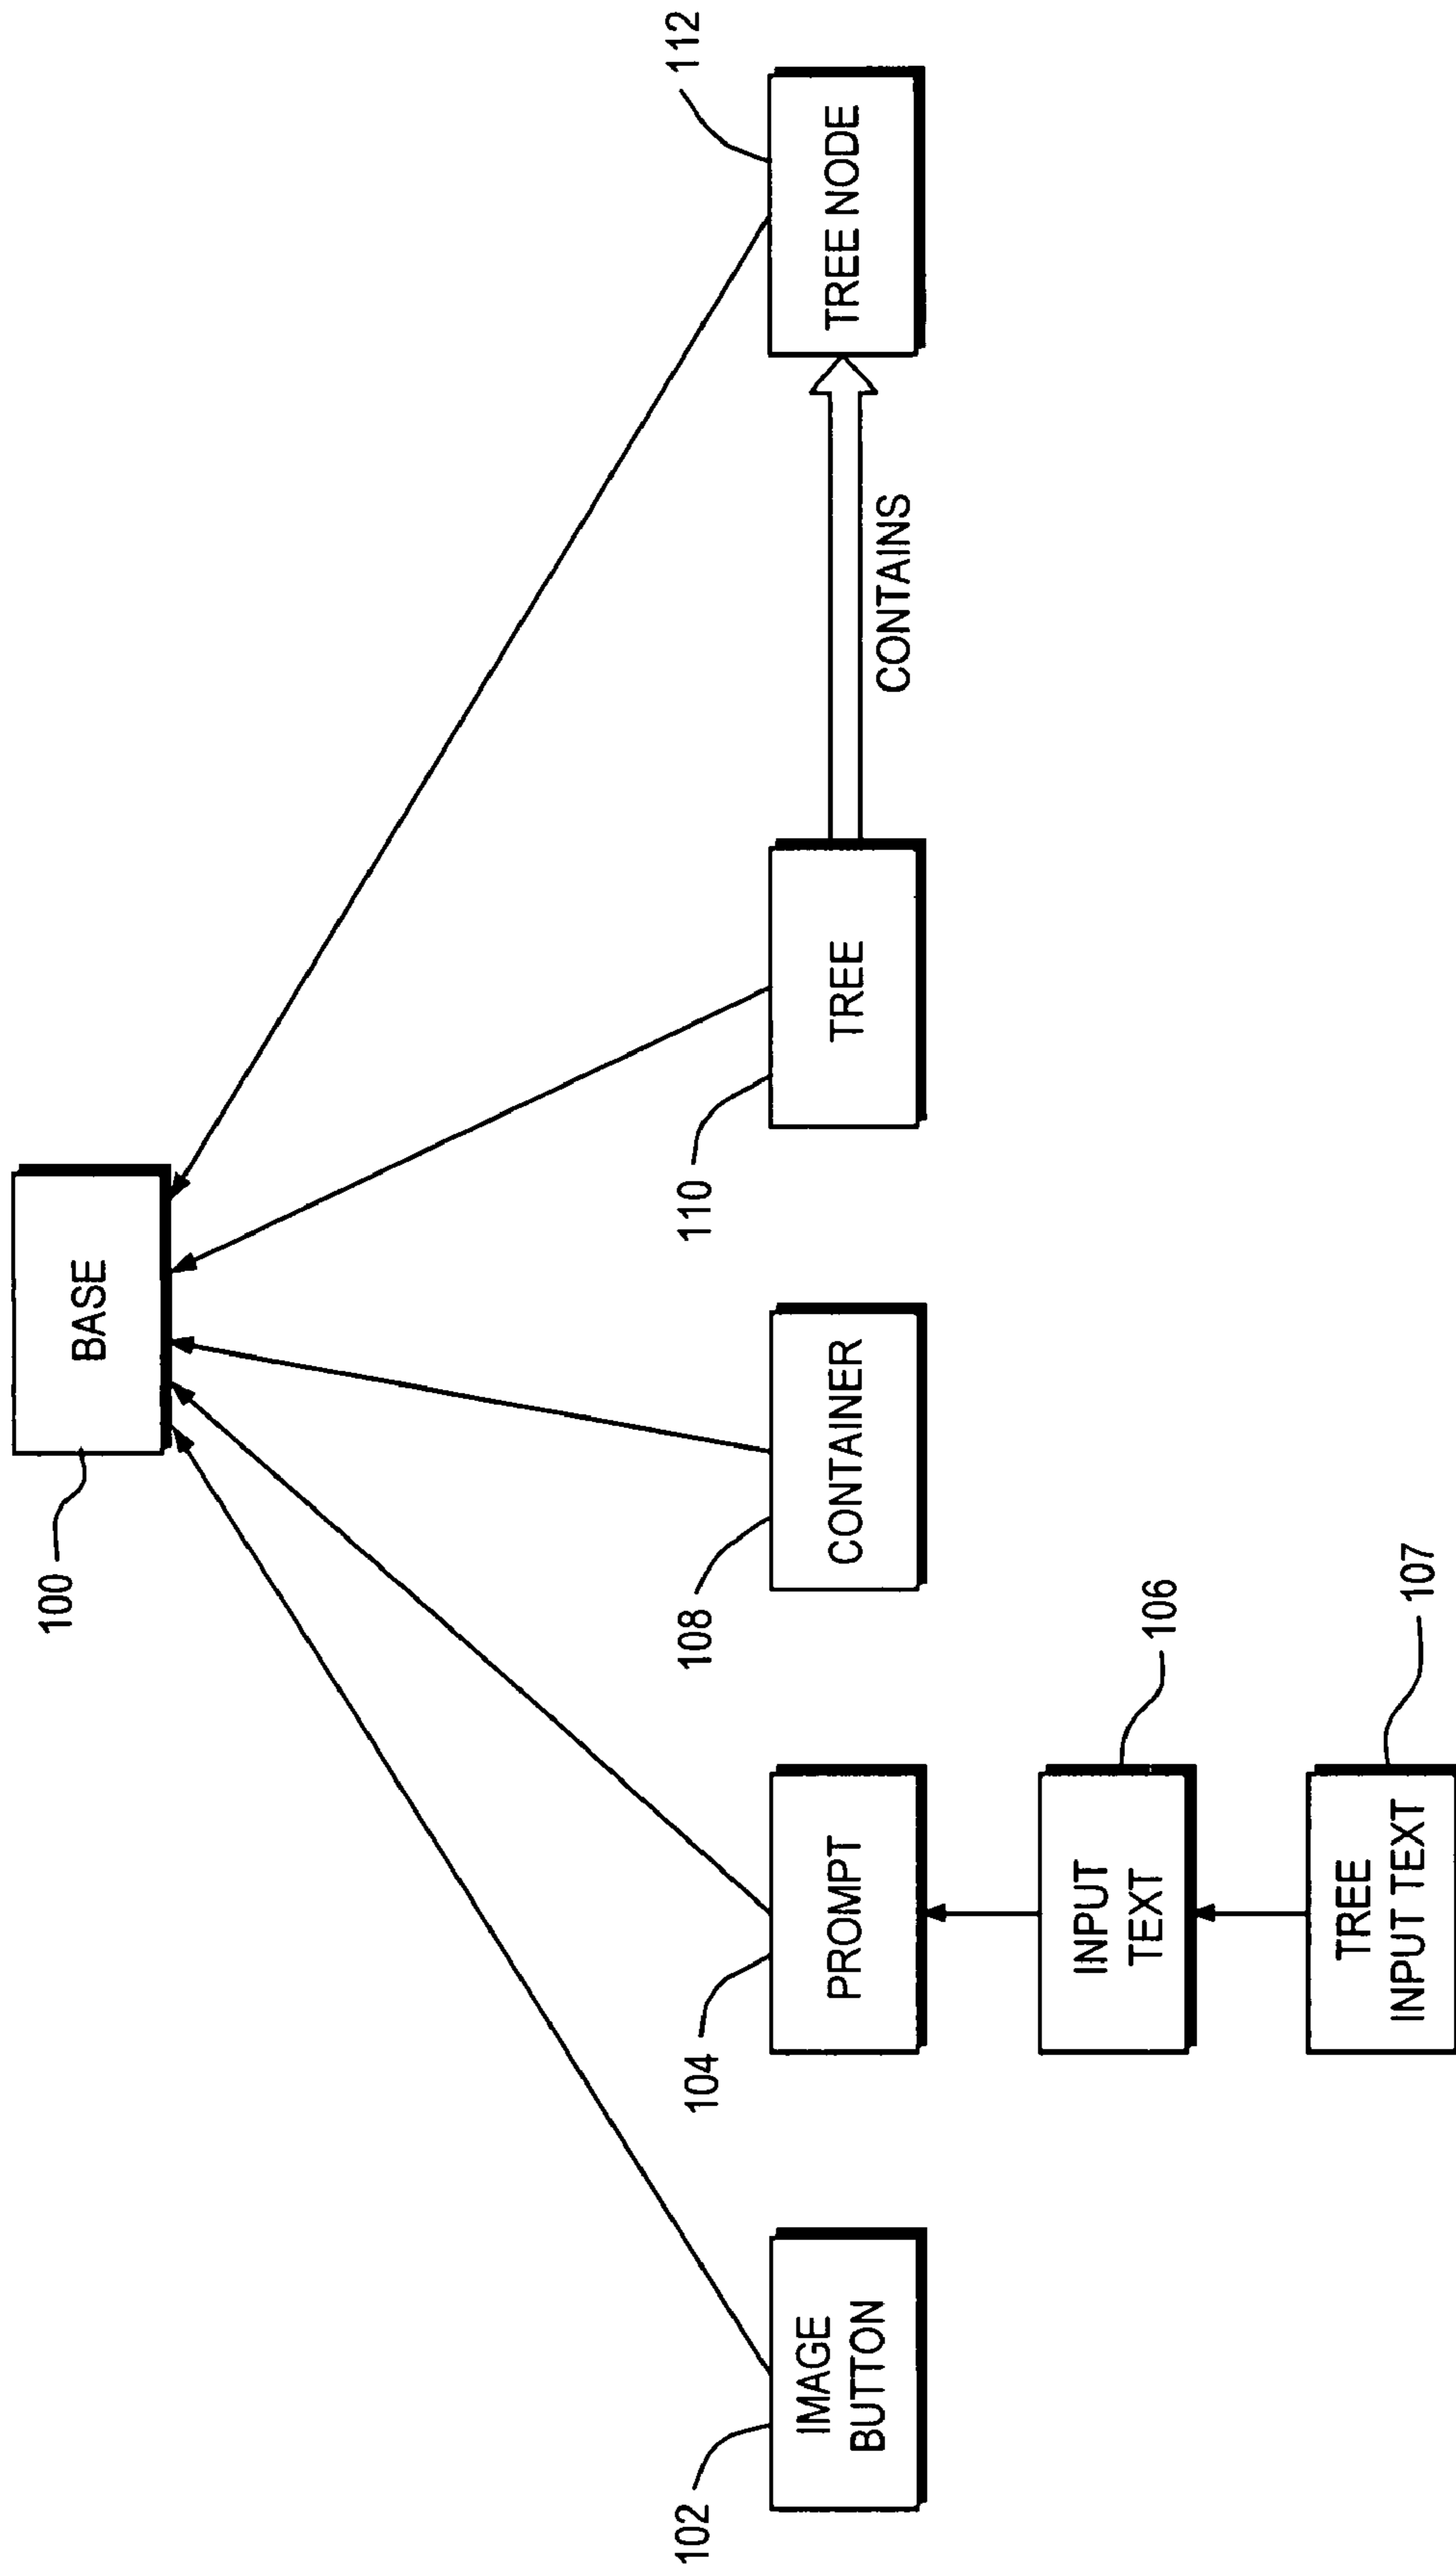 100
BASE
102
IMAGE
BUTTON
104
PROMPT
108
CONTAINER
110
TREE
CONTAINS
112
TREE NODE
INPUT
TEXT
106
TREE
INPUT TEXT
107